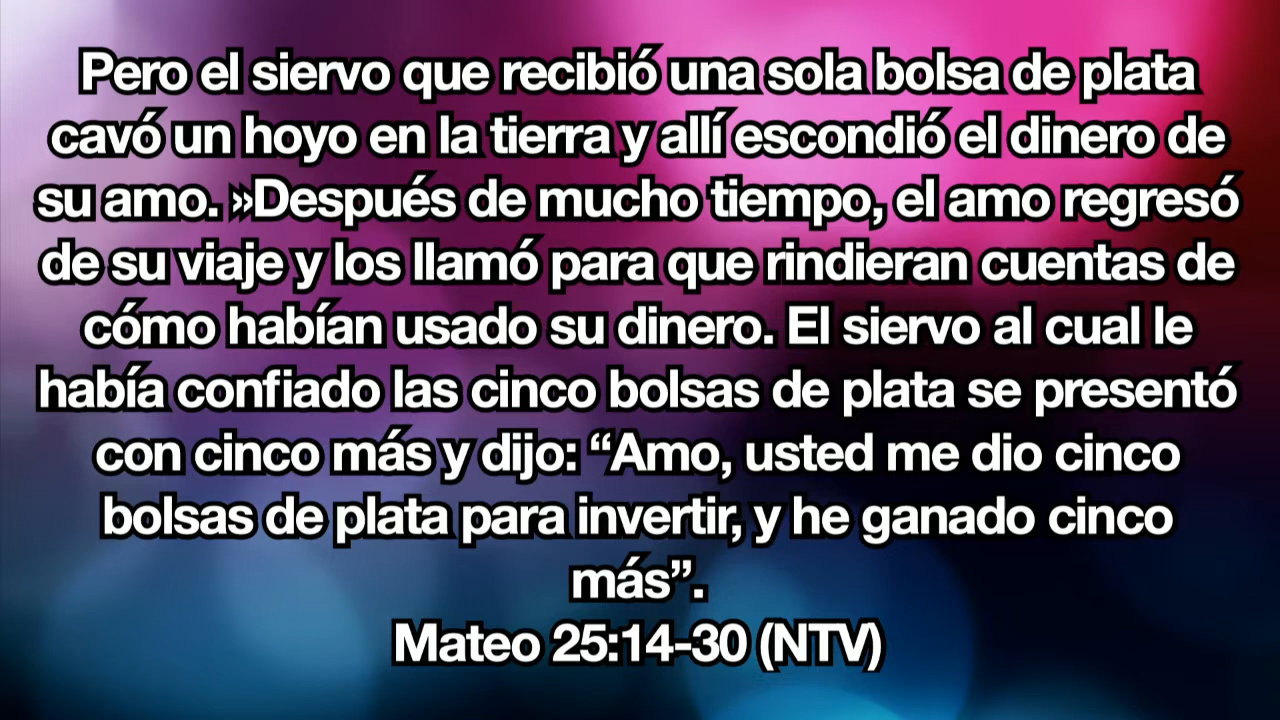 Pero el siervo que recibió una sola bolsa de plata
cavó un hoyo en la tierra y allí escondió el dinero de
su amo. »Después de mucho tiempo, el amo regresó
de su viaje y los llamó para que rindieran cuentas de
cómo habían usado su dinero. El siervo al cual le
había confiado las cinco bolsas de plata se presentó
con cinco más y dijo: “Amo, usted me dio cinco
bolsas de plata para invertir, y he ganado cinco
más”.
Mateo 25:14-30 (NTV)